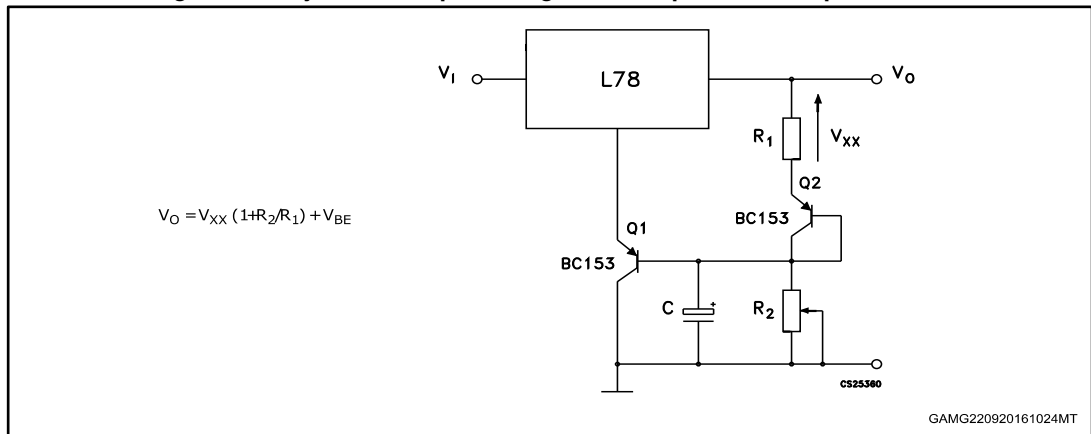 V_I
L78
V_O
R_1
V_XX
Q2
BC153
V_O = V_XX (1+R_2/R_1) + V_BE
Q1
BC153
C
+
R_2
CS25360
GAMG220920161024MT